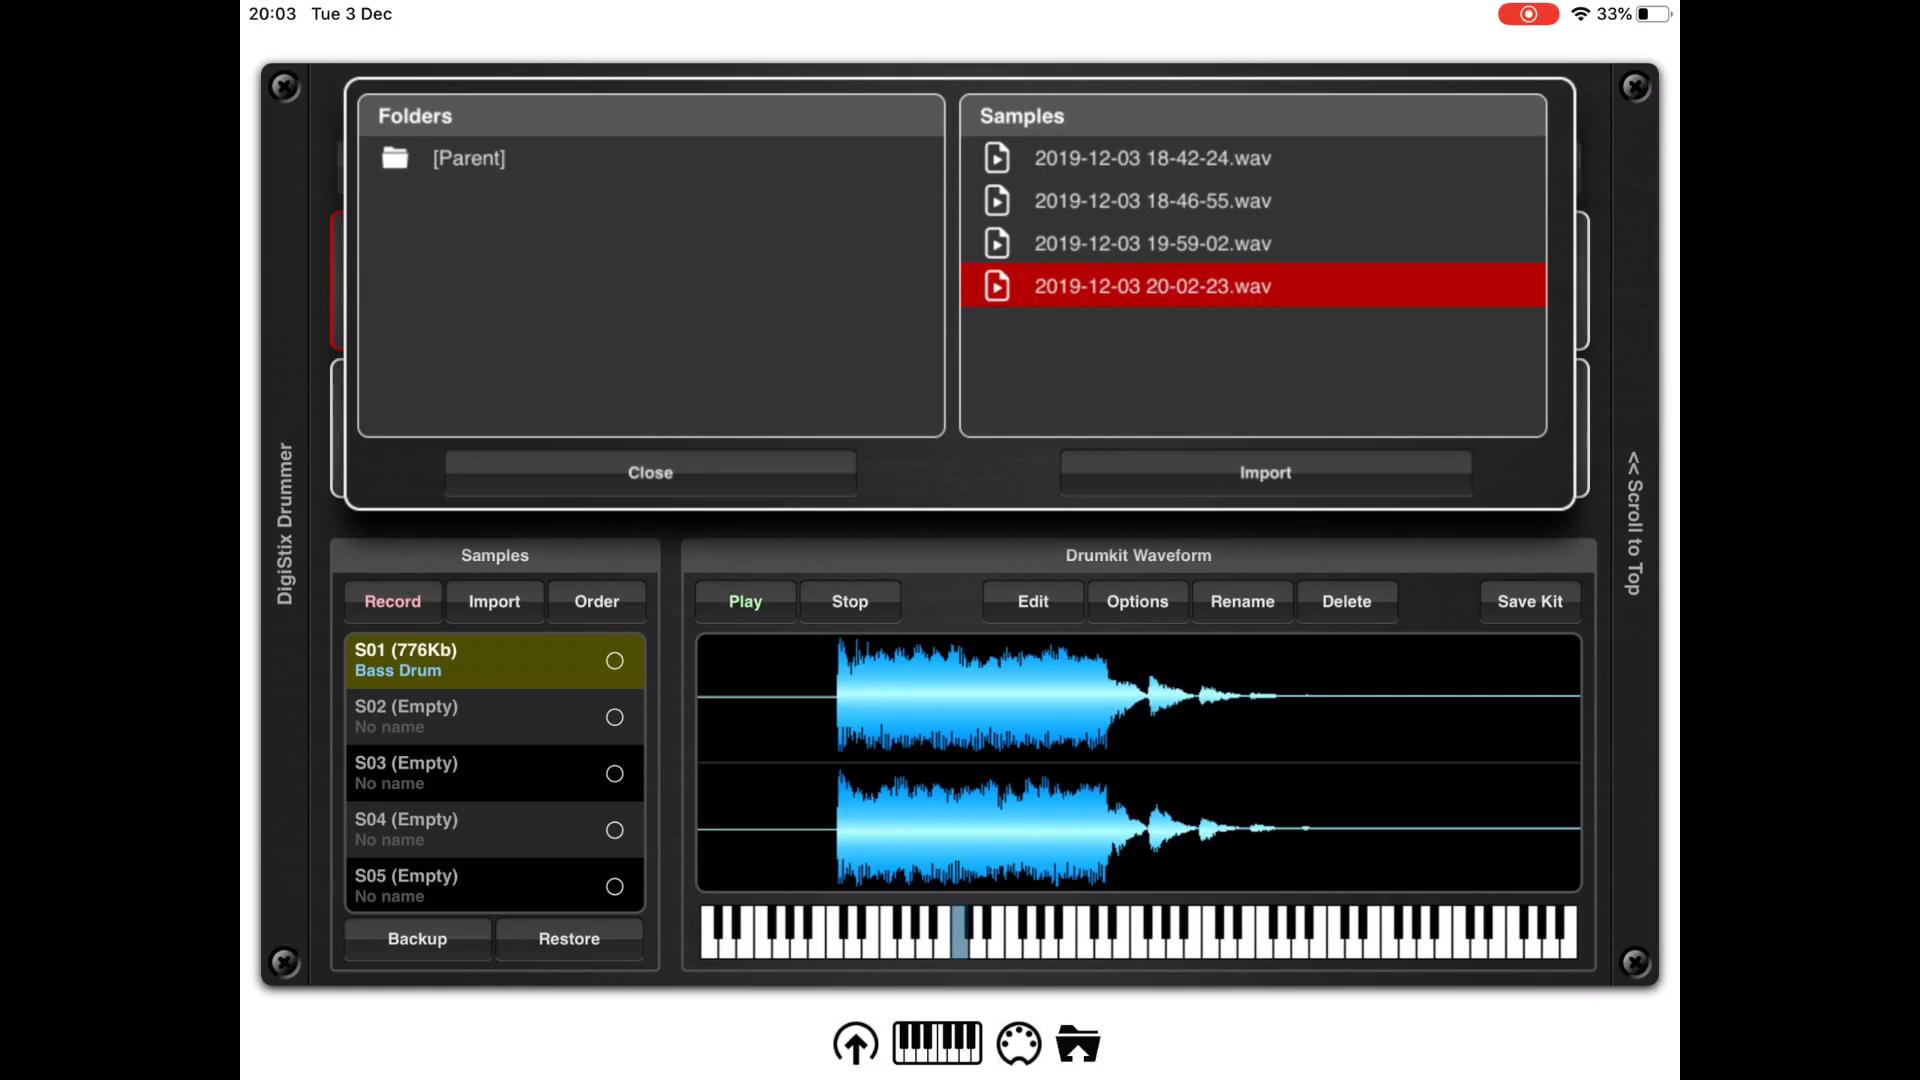 20:03 Tue 3 Dec
33%
Folders
[Parent]
Samples
2019-12-03 18-42-24.wav
2019-12-03 18-46-55.wav
2019-12-03 19-59-02.wav
2019-12-03 20-02-23.wav
Close
Import
DigiStix Drummer
<< Scroll to Top
Samples
Record Import Order
S01 (776Kb)
Bass Drum
S02 (Empty)
No name
S03 (Empty)
No name
S04 (Empty)
No name
S05 (Empty)
No name
Backup Restore
Drumkit Waveform
Play Stop Edit Options Rename Delete Save Kit